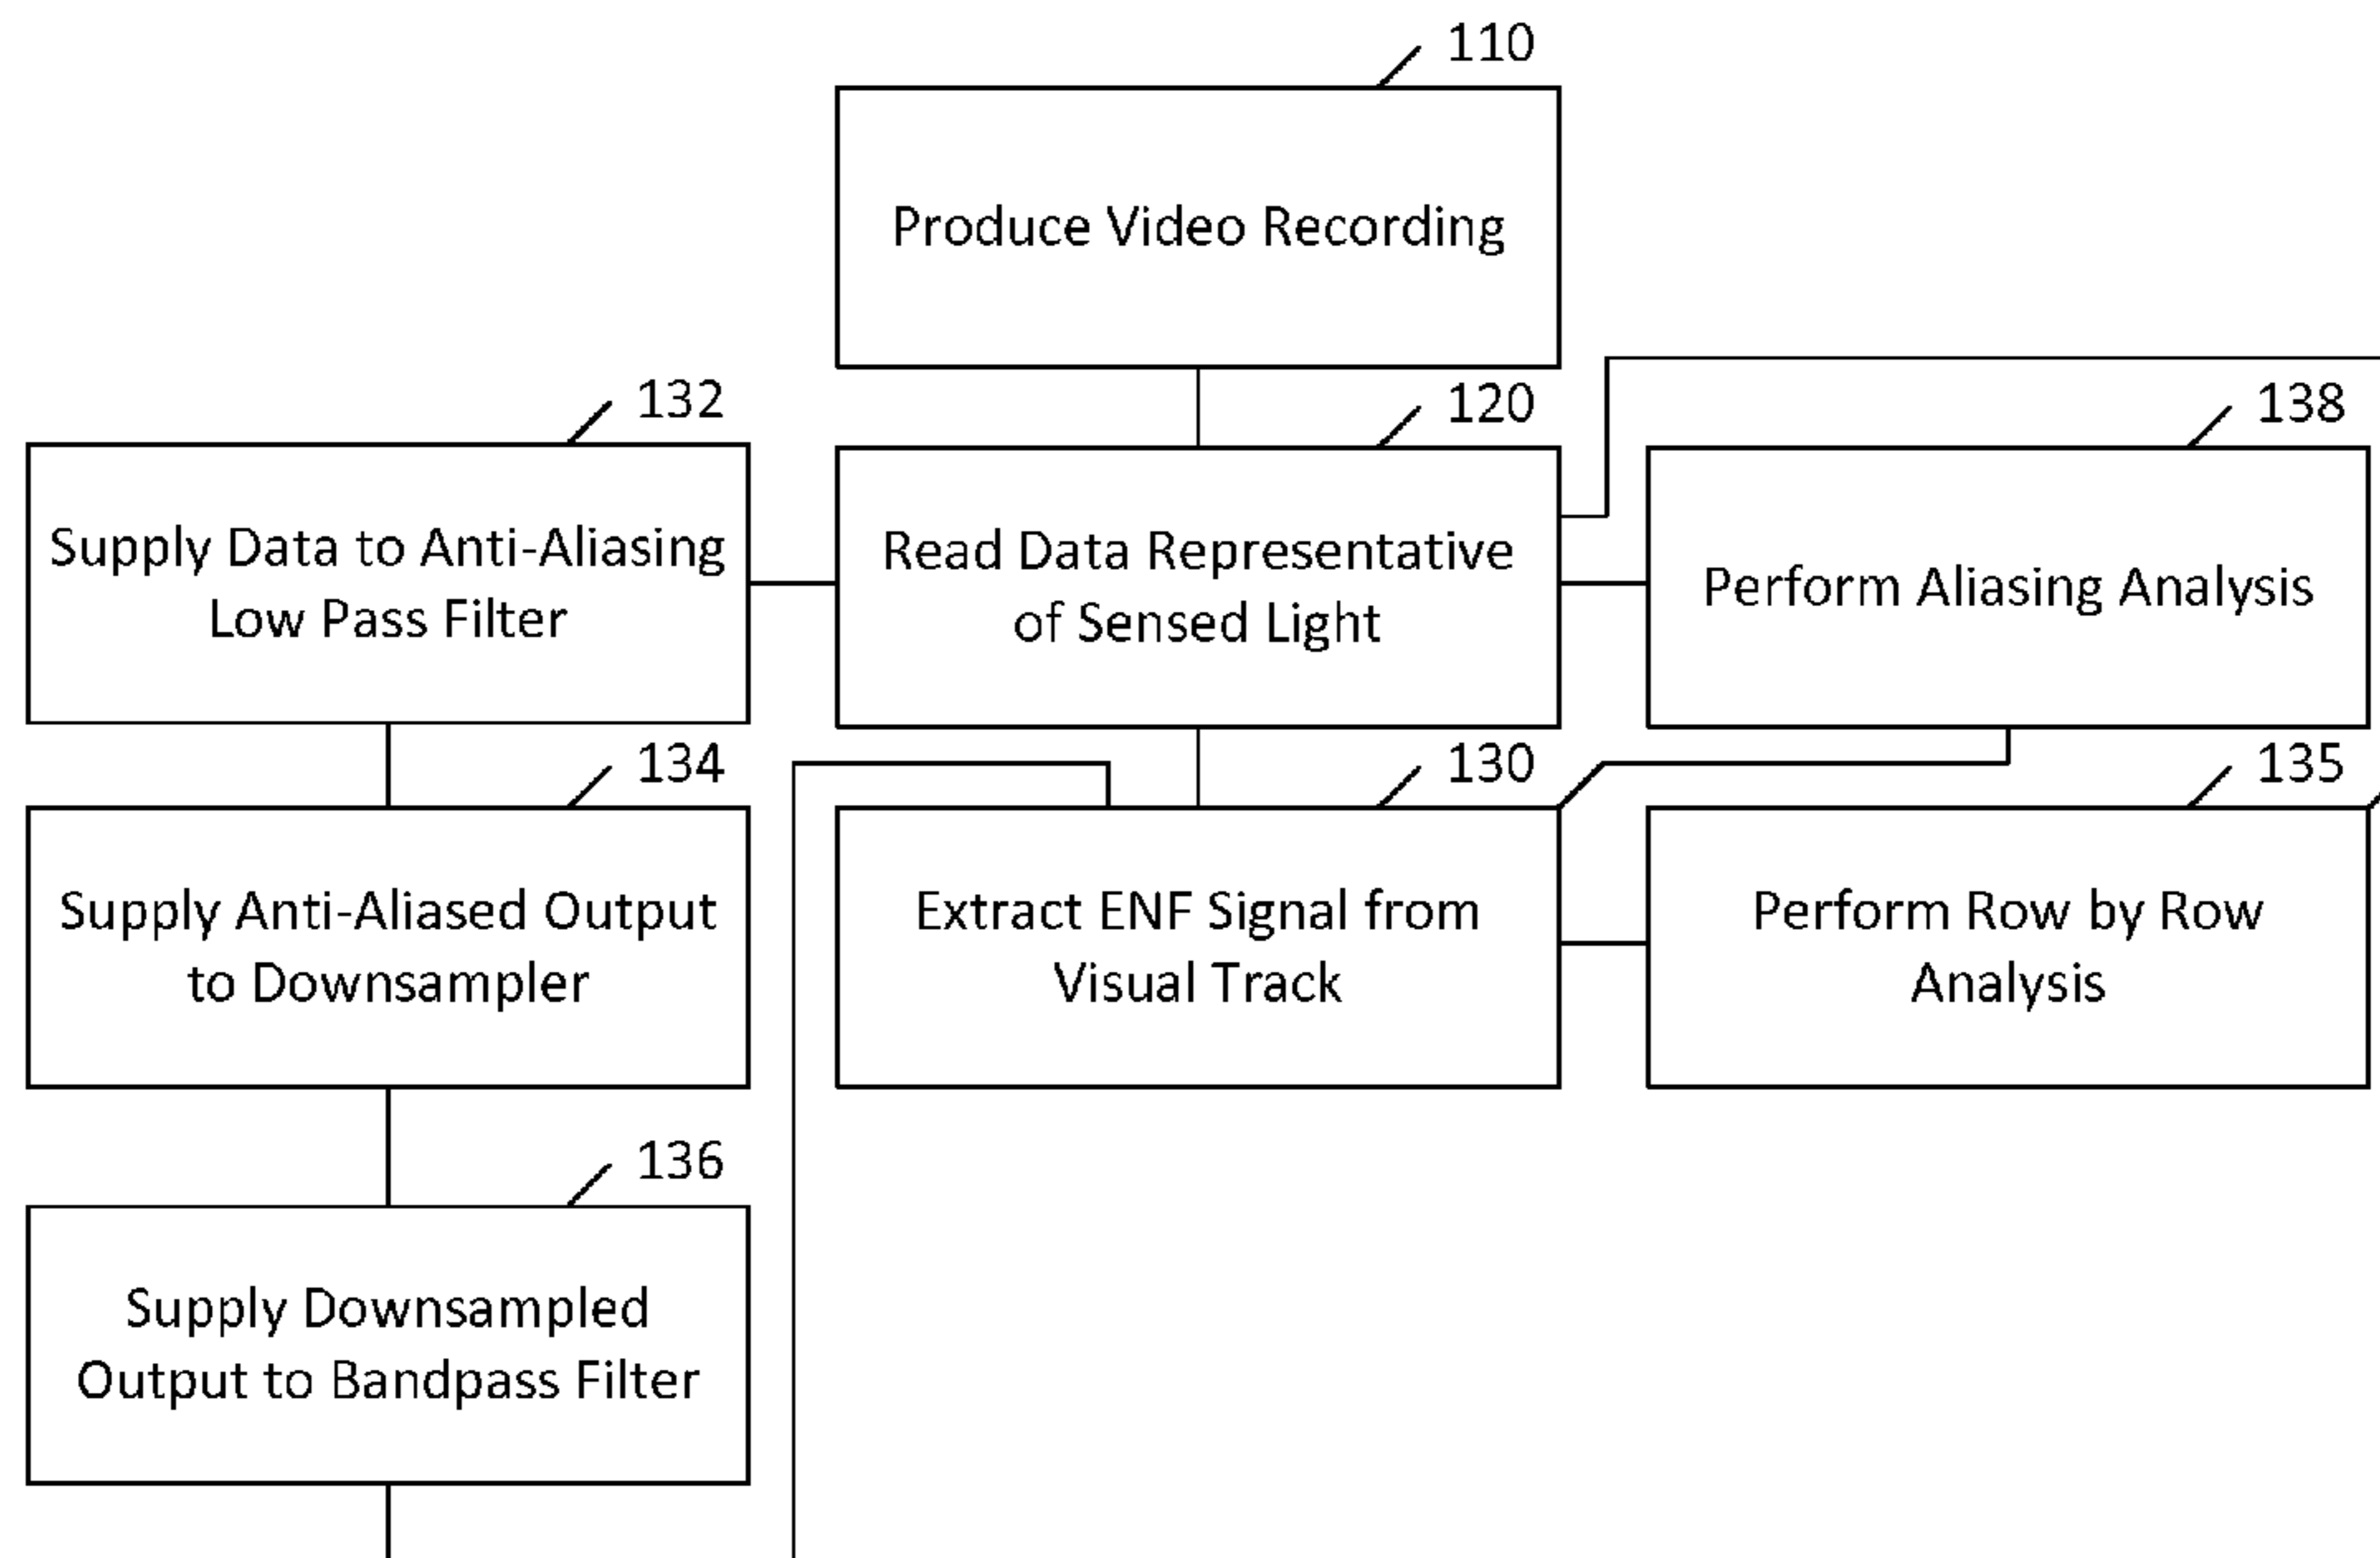 110
Produce Video Recording
132
120
138
Supply Data to Anti-Aliasing
Low Pass Filter
Read Data Representative
of Sensed Light
Perform Aliasing Analysis
134
130
135
Supply Anti-Aliased Output
to Downsampler
Extract ENF Signal from
Visual Track
Perform Row by Row
Analysis
136
Supply Downsampled
Output to Bandpass Filter